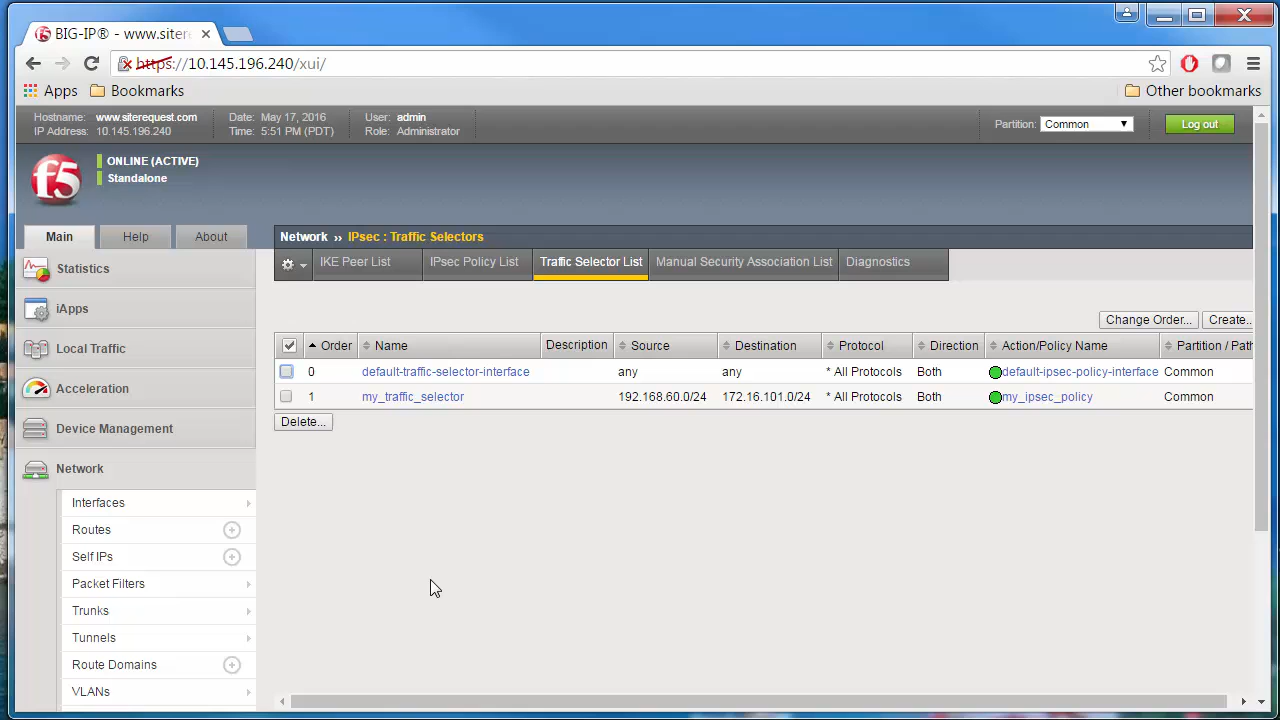 BIG-IP® - www.sitere
https://10.145.196.240/xui/
Apps Bookmarks Other bookmarks
Hostname: www.siterequest.com Date: May 17, 2016 User: admin
IP Address: 10.145.196.240 Time: 5:51 PM (PDT) Role: Administrator
Partition: Common Log out
f5
ONLINE (ACTIVE)
Standalone
Main Help About
Network ›› IPsec : Traffic Selectors
IKE Peer List IPsec Policy List Traffic Selector List Manual Security Association List Diagnostics
Change Order... Create..
Order Name Description Source Destination Protocol Direction Action/Policy Name Partition / Path
0 default-traffic-selector-interface any any * All Protocols Both default-ipsec-policy-interface Common
1 my_traffic_selector 192.168.60.0/24 172.16.101.0/24 * All Protocols Both my_ipsec_policy Common
Delete...
Statistics
iApps
Local Traffic
Acceleration
Device Management
Network
Interfaces
Routes
Self IPs
Packet Filters
Trunks
Tunnels
Route Domains
VLANs